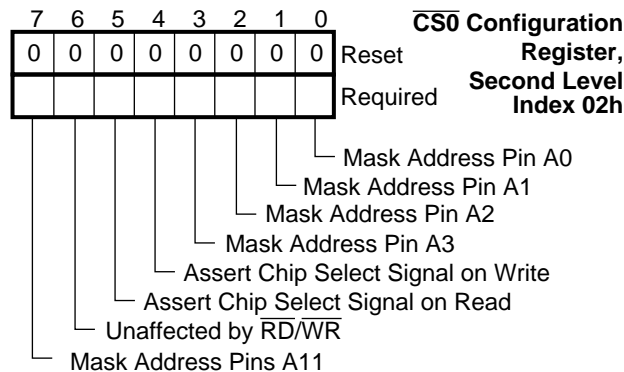 7 6 5 4 3 2 1 0
0 0 0 0 0 0 0 0 Reset
Required
CS0 Configuration
Register,
Second Level
Index 02h
Mask Address Pin A0
Mask Address Pin A1
Mask Address Pin A2
Mask Address Pin A3
Assert Chip Select Signal on Write
Assert Chip Select Signal on Read
Unaffected by RD/WR
Mask Address Pins A11